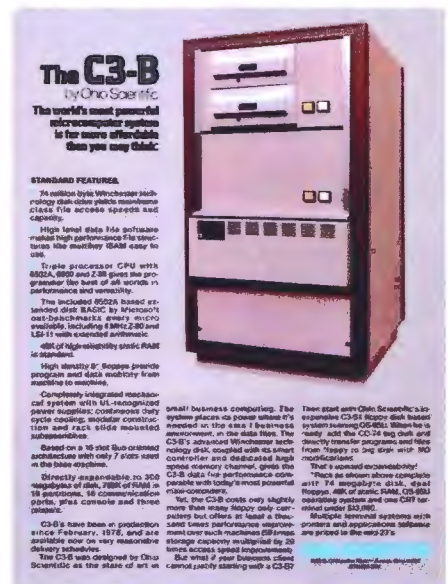 The C3-B
by Ohio Scientific
The world's most powerful
microcomputer system
is far more affordable
than you may think.
STANDARD FEATURES.
74 million byte Winchester tech-
nology disk drive yields mainframe
class file access speeds and
capacity.
High level data file software
makes high performance file struc-
tures like multikey ISAM easy to
use.
Triple processor CPU with
6502A, 6800 and Z-80 gives the pro-
grammer the best of all worlds in
performance and versatility.
The included 6502A based ex-
tended disk BASIC by Microsoft
out-benchmarks every micro
available, including 4 MHz Z-80 and
LSI-11 with extended arithmetic.
48K of high reliability static RAM
is standard.
High density 8" floppys provide
program and data mobility from
machine to machine.
Completely integrated mechani-
cal system with UL-recognized
power supplies; continuous duty
cycle cooling; modular construc-
tion and rack slide mounted
subassemblies.
Based on a 16 slot Bus-oriented
architecture with only 7 slots used
in the base machine.
Directly expandable to 300
megabytes of disk, 768K of RAM in
16 partitions, 16 communication
ports, plus console and three
printers.
C3-B's have been in production
since February, 1978, and are
available now on very reasonable
delivery schedules.
The C3-B was designed by Ohio
Scientific as the state of art in
small business computing. The
system places its power where it's
needed in the small business
environment; in the data files. The
C3-B's advanced Winchester tech-
nology disk, coupled with its smart
controller and dedicated high
speed memory channel, gives the
C3-B data file performance com-
parable with today's most powerful
maxi-computers.
Yet, the C3-B costs only slightly
more than many floppy only com-
puters but offers at least a thou-
sand times performance improve-
ment over such machines (50 times
storage capacity multiplied by 20
times access speed improvement).
But what if your business client
cannot justify starting with a C3-B?
Then start with Ohio Scientific's in-
expensive C3-S1 floppy disk based
system running OS-65U. When he is
ready, add the CD-74 big disk and
directly transfer programs and files
from floppy to big disk with NO
modifications.
That's upward expandability!
*Rack as shown above complete
with 74 megabyte disk, dual
floppys, 48K of static RAM, OS-65U
operating system and one CRT ter-
minal under $13,000.
Multiple terminal systems with
printers and applications software
are priced in the mid-20's.